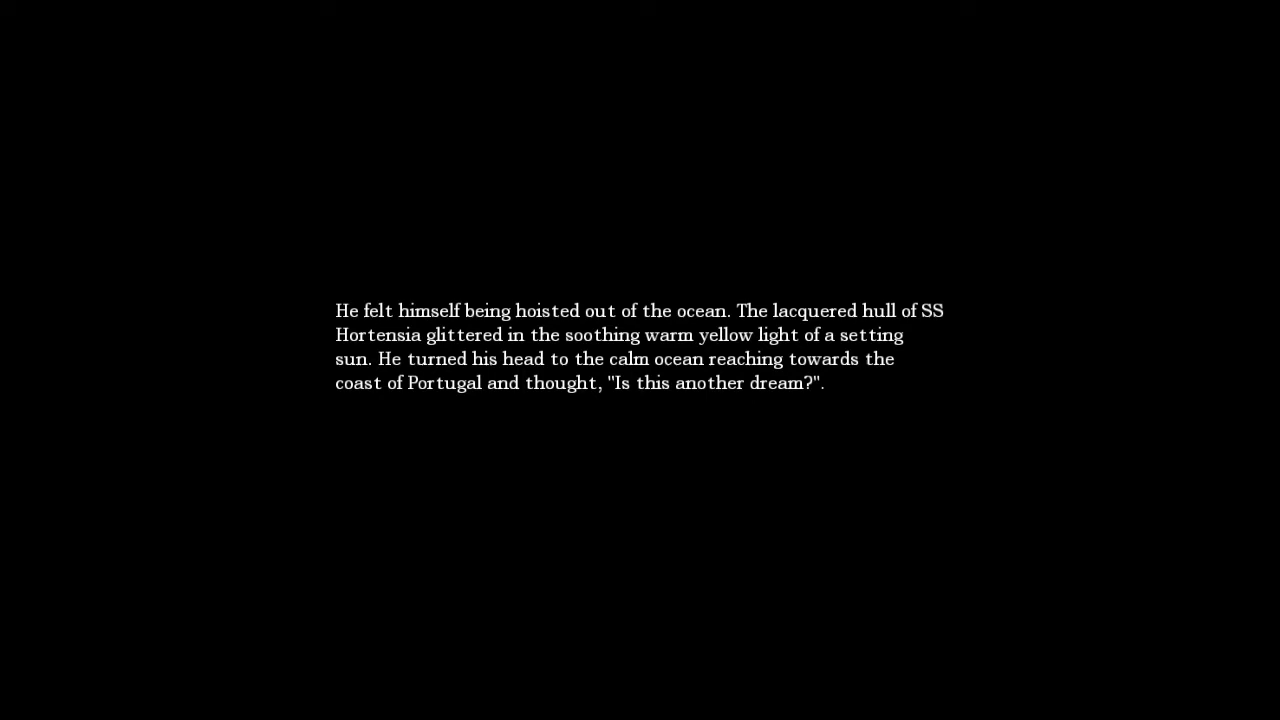 He felt himself being hoisted out of the ocean. The lacquered hull of SS
Hortensia glittered in the soothing warm yellow light of a setting
sun. He turned his head to the calm ocean reaching towards the
coast of Portugal and thought, "Is this another dream?".